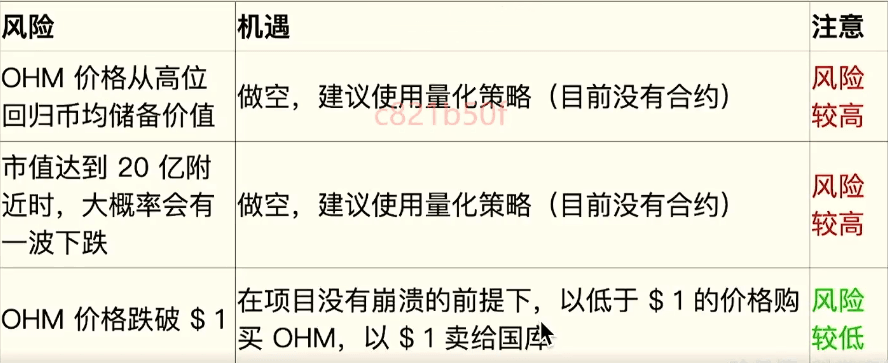 风险 机遇 注意
OHM 价格从高位
回归币均储备价值
做空，建议使用量化策略（目前没有合约）
风险
较高
市值达到 20 亿附
近时，大概率会有
一波下跌
做空，建议使用量化策略（目前没有合约）
风险
较高
OHM 价格跌破 $ 1
在项目没有崩溃的前提下，以低于 $ 1 的价格购
买 OHM，以 $ 1 卖给国库
风险
较低
c821b50f